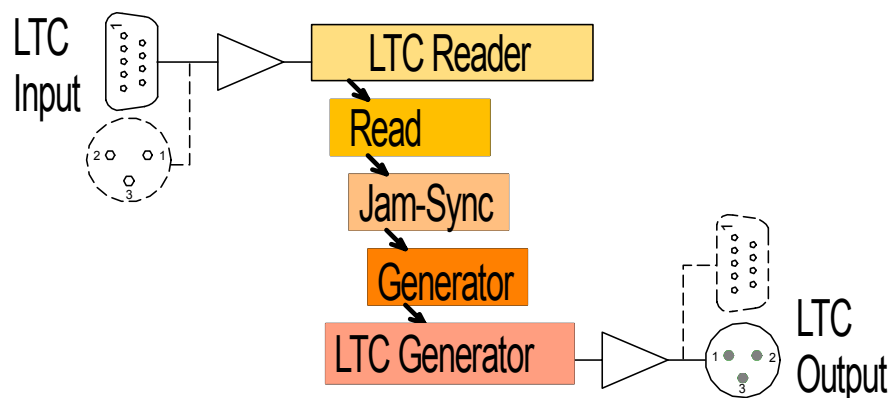 LTC
Input
1
2
1
3
LTC Reader
Read
Jam-Sync
Generator
LTC Generator
1
1
2
3
LTC
Output